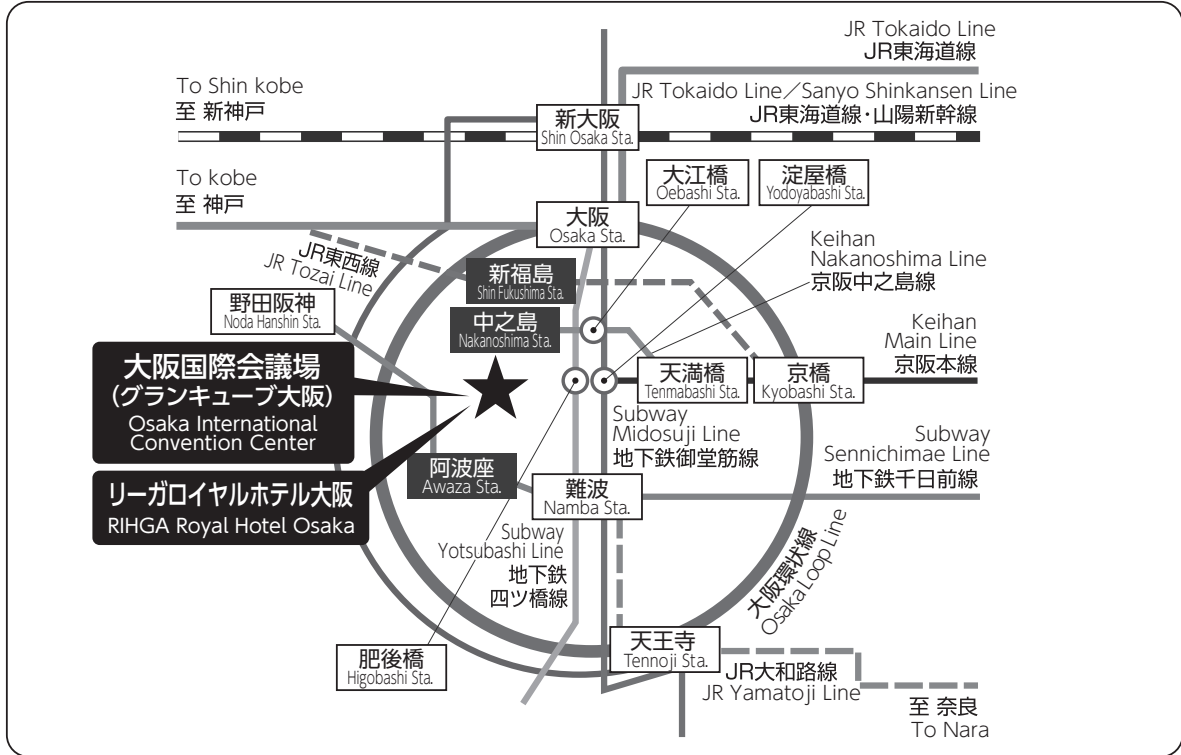 JR Tokaido Line
JR東海道線
To Shin kobe
至 新神戸
JR Tokaido Line／Sanyo Shinkansen Line
JR東海道線・山陽新幹線
新大阪
Shin Osaka Sta.
To kobe
至 神戸
大江橋
Oebashi Sta.
淀屋橋
Yodoyabashi Sta.
大阪
Osaka Sta.
JR東西線
JR Tozai Line
新福島
Shin Fukushima Sta.
Keihan
Nakanoshima Line
京阪中之島線
野田阪神
Noda Hanshin Sta.
中之島
Nakanoshima Sta.
Keihan
Main Line
京阪本線
大阪国際会議場
(グランキューブ大阪)
Osaka International
Convention Center
天満橋
Tenmabashi Sta.
京橋
Kyobashi Sta.
Subway
Midosuji Line
地下鉄御堂筋線
Subway
Sennichimae Line
地下鉄千日前線
阿波座
Awaza Sta.
リーガロイヤルホテル大阪
RIHGA Royal Hotel Osaka
難波
Namba Sta.
Subway
Yotsubashi Line
地下鉄
四ツ橋線
大阪環状線
Osaka Loop Line
肥後橋
Higobashi Sta.
天王寺
Tennoji Sta.
JR大和路線
JR Yamatoji Line
至 奈良
To Nara